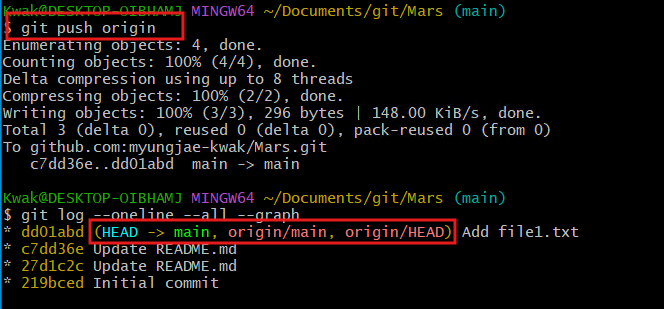 Kwak@DESKTOP-OIBHAMJ MINGW64 ~/Documents/git/Mars (main)
$ git push origin
Enumerating objects: 4, done.
Counting objects: 100% (4/4), done.
Delta compression using up to 8 threads
Compressing objects: 100% (2/2), done.
Writing objects: 100% (3/3), 296 bytes | 148.00 KiB/s, done.
Total 3 (delta 0), reused 0 (delta 0), pack-reused 0 (from 0)
To github.com:myungjae-kwak/Mars.git
   c7dd36e..dd01abd  main -> main

Kwak@DESKTOP-OIBHAMJ MINGW64 ~/Documents/git/Mars (main)
$ git log --oneline --all --graph
* dd01abd (HEAD -> main, origin/main, origin/HEAD) Add file1.txt
* c7dd36e Update README.md
* 27d1c2c Update README.md
* 219bced Initial commit